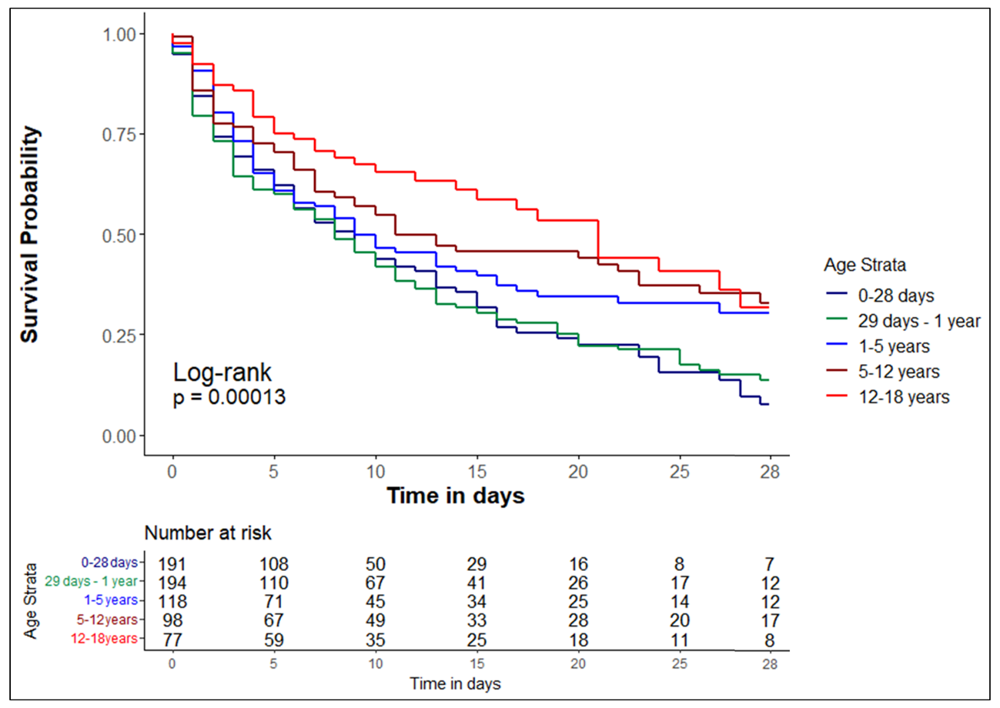 Survival Probability
1.00
0.75
0.50
0.25
0.00
Log-rank
p = 0.00013
0 5 10 15 20 25 28
Time in days
Age Strata
0-28 days
29 days - 1 year
1-5 years
5-12 years
12-18 years
Number at risk
Age Strata
0-28 days 191 108 50 29 16 8 7
29 days - 1 year 194 110 67 41 26 17 12
1-5 years 118 71 45 34 25 14 12
5-12years 98 67 49 33 28 20 17
12-18years 77 59 35 25 18 11 8
0 5 10 15 20 25 28
Time in days